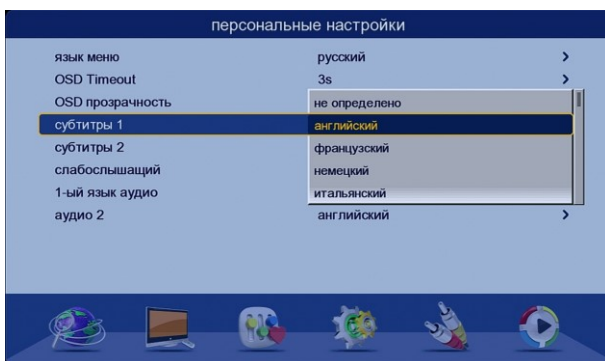 персональные настройки
язык меню русский >
OSD Timeout 3s >
OSD прозрачность не определено
субтитры 1 английский
субтитры 2 французский
слабослышащий немецкий
1-ый язык аудио итальянский
аудио 2 английский >